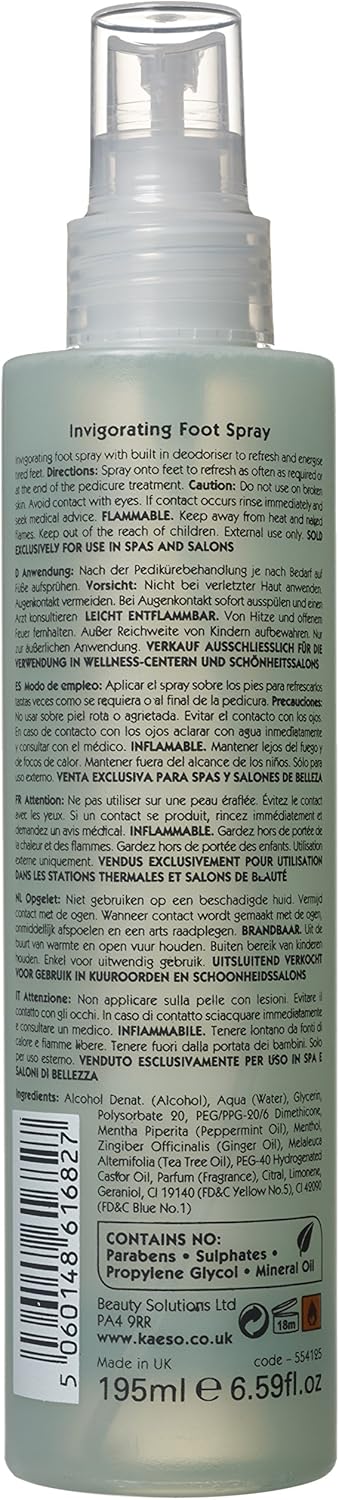 Invigorating Foot Spray
Invigorating foot spray with built in deodoriser to refresh and energise
tired feet. Directions: Spray onto feet to refresh as often as required or
at the end of the pedicure treatment. Caution: Do not use on broken
skin. Avoid contact with eyes. If contact occurs rinse immediately and
seek medical advice. FLAMMABLE. Keep away from heat and naked
flames. Keep out of the reach of children. External use only. SOLD
EXCLUSIVELY FOR USE IN SPAS AND SALONS
D Anwendung: Nach der Pediküre­behandlung je nach Bedarf auf
Füße aufsprühen. Vorsicht: Nicht bei verletzter Haut anwenden.
Augenkontakt vermeiden. Bei Augenkontakt sofort ausspülen und einen
Arzt konsultieren LEICHT ENTFLAMMBAR. Von Hitze und offenem
Feuer fernhalten. Außer Reichweite von Kindern aufbewahren. Nur
zur äußerlichen Anwendung. VERKAUF AUSSCHLIESSLICH FÜR DIE
VERWENDUNG IN WELLNESS-CENTERN UND SCHÖNHEITSSALONS
ES Modo de empleo: Aplicar el spray sobre los pies para refrescarlos
tantas veces como se requiera o al final de la pedicura. Precauciones:
No usar sobre piel rota o agrietada. Evitar el contacto con los ojos.
En caso de contacto con los ojos aclarar con agua inmediatamente
y consultar con el médico. INFLAMABLE. Mantener lejos del fuego y
de focos de calor. Mantener fuera del alcance de los niños. Sólo para
uso externo. VENTA EXCLUSIVA PARA SPAS Y SALONES DE BELLEZA
FR Attention: Ne pas utiliser sur une peau éraflée. Évitez le contact
avec les yeux. Si un contact se produit, rincez immédiatement et
demandez un avis médical. INFLAMMABLE. Gardez hors de portée de
la chaleur et des flammes. Gardez hors de portée des enfants. Utilisation
externe uniquement. VENDUS EXCLUSIVEMENT POUR UTILISATION
DANS LES STATIONS THERMALES ET SALONS DE BEAUTÉ
NL Opgelet: Niet gebruiken op een beschadigde huid. Vermijd
contact met de ogen. Wanneer contact wordt gemaakt met de ogen,
onmiddellijk afspoelen en een arts raadplegen. BRANDBAAR. Uit de
buurt van warmte en open vuur houden. Buiten bereik van kinderen
houden. Enkel voor uitwendig gebruik. UITSLUITEND VERKOCHT
VOOR GEBRUIK IN KUUROORDEN EN SCHOONHEIDSSALONS
IT Attenzione: Non applicare sulla pelle con lesioni. Evitare il
contatto con gli occhi. In caso di contatto sciacquare immediatamente
e consultare un medico. INFIAMMABILE. Tenere lontano da fonti di
calore e fiamme libere. Tenere fuori dalla portata dei bambini. Solo
per uso esterno. VENDUTO ESCLUSIVAMENTE PER USO IN SPA E
SALONI DI BELLEZZA
Ingredients: Alcohol Denat. (Alcohol), Aqua (Water), Glycerin,
Polysorbate 20, PEG/PPG-20/6 Dimethicone,
Mentha Piperita (Peppermint Oil), Menthol,
Zingiber Officinalis (Ginger Oil), Melaleuca
Alternifolia (Tea Tree Oil), PEG-40 Hydrogenated
Castor Oil, Parfum (Fragrance), Citral, Limonene,
Geraniol, CI 19140 (FD&C Yellow No.5), CI 42090
(FD&C Blue No.1)
CONTAINS NO:
Parabens • Sulphates •
Propylene Glycol • Mineral Oil
Beauty Solutions Ltd
PA4 9RR
www.kaeso.co.uk
18m
Made in UK
code - 554195
195ml e 6.59fl.oz
5 060148 616827